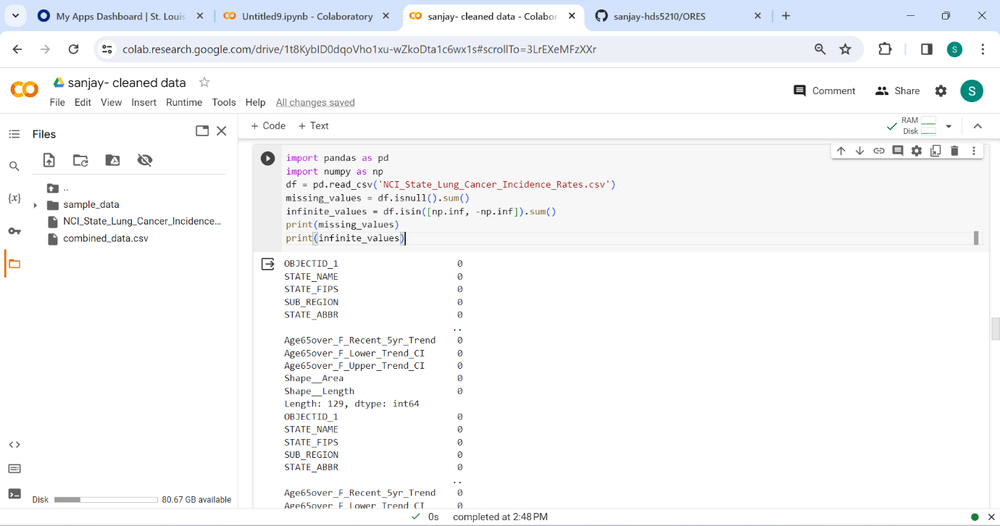 My Apps Dashboard | St. Louis
Untitled9.ipynb - Colaboratory
sanjay- cleaned data - Colabor
sanjay-hds5210/ORES
colab.research.google.com/drive/1t8KybID0dqoVho1xu-wZkoDta1c6wx1s#scrollTo=3LrEXeMFzXXr
S
sanjay- cleaned data
File Edit View Insert Runtime Tools Help All changes saved
Comment Share S
Files
+ Code + Text
RAM
Disk
{x}
..
sample_data
NCI_State_Lung_Cancer_Incidence...
combined_data.csv
Disk 80.67 GB available
import pandas as pd
import numpy as np
df = pd.read_csv('NCI_State_Lung_Cancer_Incidence_Rates.csv')
missing_values = df.isnull().sum()
infinite_values = df.isin([np.inf, -np.inf]).sum()
print(missing_values)
print(infinite_values)
OBJECTID_1 0
STATE_NAME 0
STATE_FIPS 0
SUB_REGION 0
STATE_ABBR 0
..
Age65over_F_Recent_5yr_Trend 0
Age65over_F_Lower_Trend_CI 0
Age65over_F_Upper_Trend_CI 0
Shape__Area 0
Shape__Length 0
Length: 129, dtype: int64
OBJECTID_1 0
STATE_NAME 0
STATE_FIPS 0
SUB_REGION 0
STATE_ABBR 0
..
Age65over_F_Recent_5yr_Trend 0
Age65over_F_Lower_Trend_CI 0
0s completed at 2:48 PM